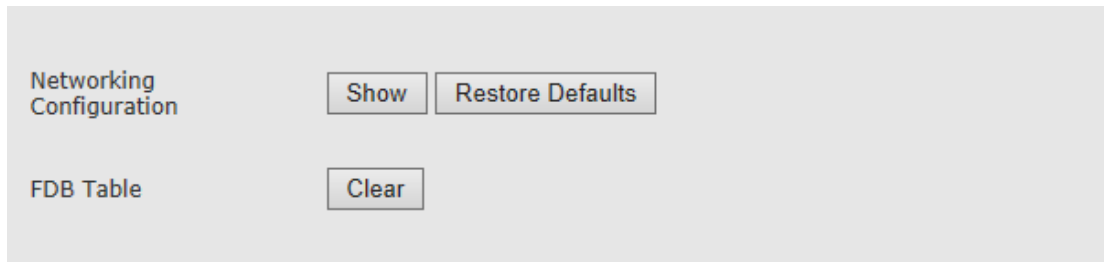 Networking
Configuration
Show
Restore Defaults
FDB Table
Clear